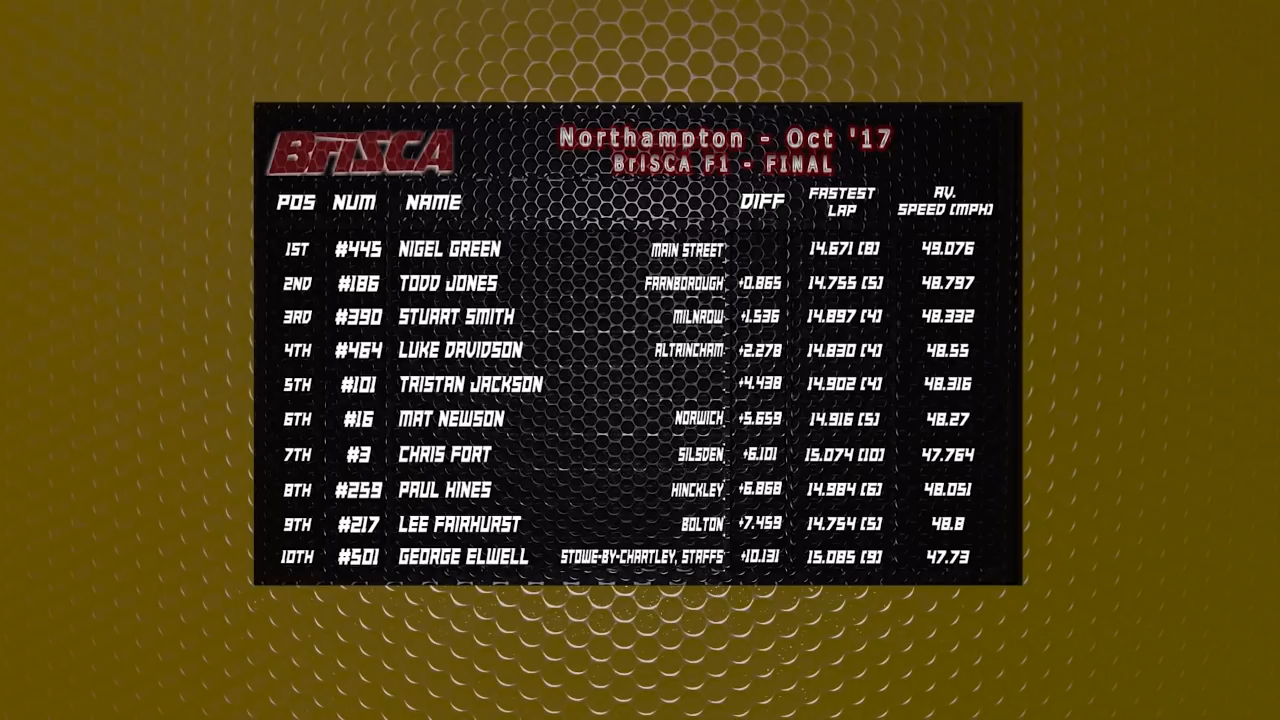 BriSCA
Northampton - Oct '17
BriSCA F1 - FINAL
POS NUM NAME DIFF FASTEST LAP AV. SPEED (MPH)
1ST #445 NIGEL GREEN MAIN STREET 14.671 (8) 49.076
2ND #186 TODD JONES FARNBOROUGH +0.865 14.755 (5) 48.797
3RD #390 STUART SMITH MILNROW +1.536 14.897 (4) 48.332
4TH #464 LUKE DAVIDSON ALTRINCHAM +2.278 14.830 (4) 48.55
5TH #101 TRISTAN JACKSON +4.438 14.902 (4) 48.316
6TH #16 MAT NEWSON NORWICH +5.659 14.916 (5) 48.27
7TH #3 CHRIS FORT SILSDEN +6.101 15.074 (10) 47.764
8TH #259 PAUL HINES HINCKLEY +6.868 14.984 (6) 48.051
9TH #217 LEE FAIRHURST BOLTON +7.459 14.754 (5) 48.8
10TH #501 GEORGE ELWELL STOWE-BY-CHARTLEY, STAFFS +10.131 15.085 (9) 47.73